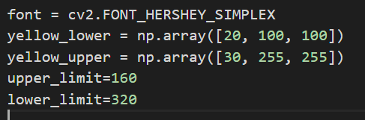 font = cv2.FONT_HERSHEY_SIMPLEX
yellow_lower = np.array([20, 100, 100])
yellow_upper = np.array([30, 255, 255])
upper_limit=160
lower_limit=320